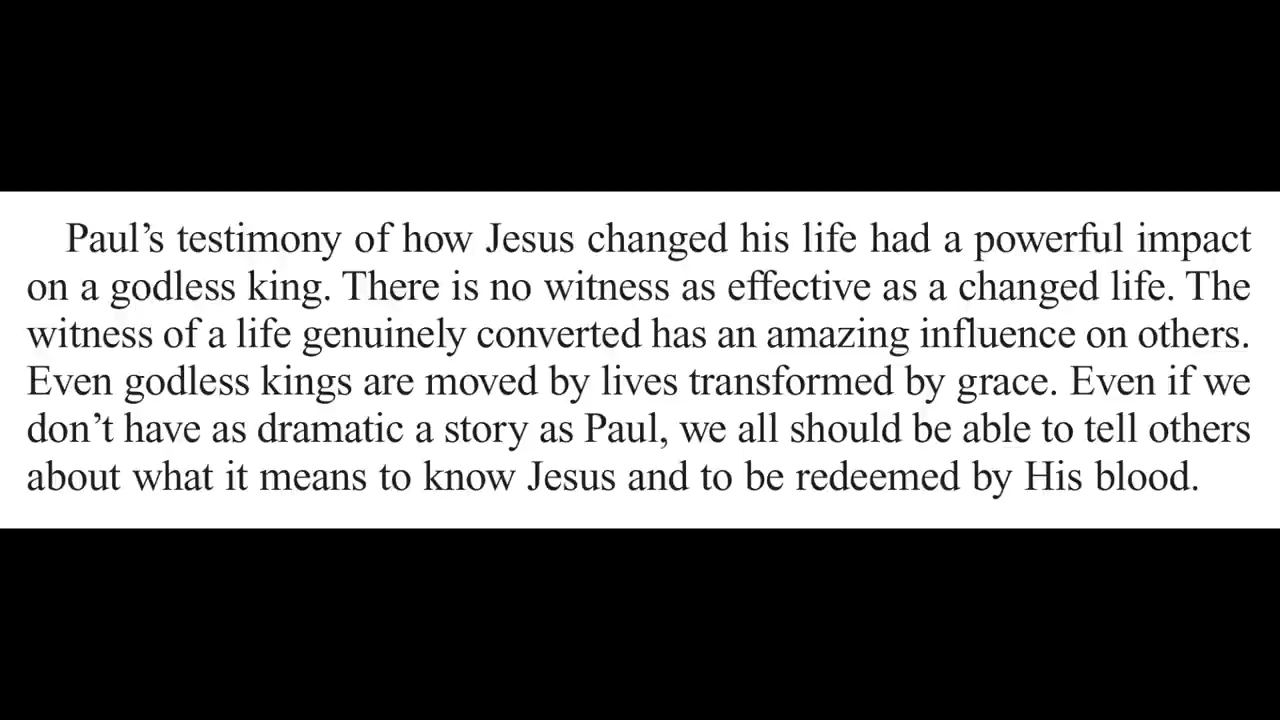 Paul’s testimony of how Jesus changed his life had a powerful impact
on a godless king. There is no witness as effective as a changed life. The
witness of a life genuinely converted has an amazing influence on others.
Even godless kings are moved by lives transformed by grace. Even if we
don’t have as dramatic a story as Paul, we all should be able to tell others
about what it means to know Jesus and to be redeemed by His blood.